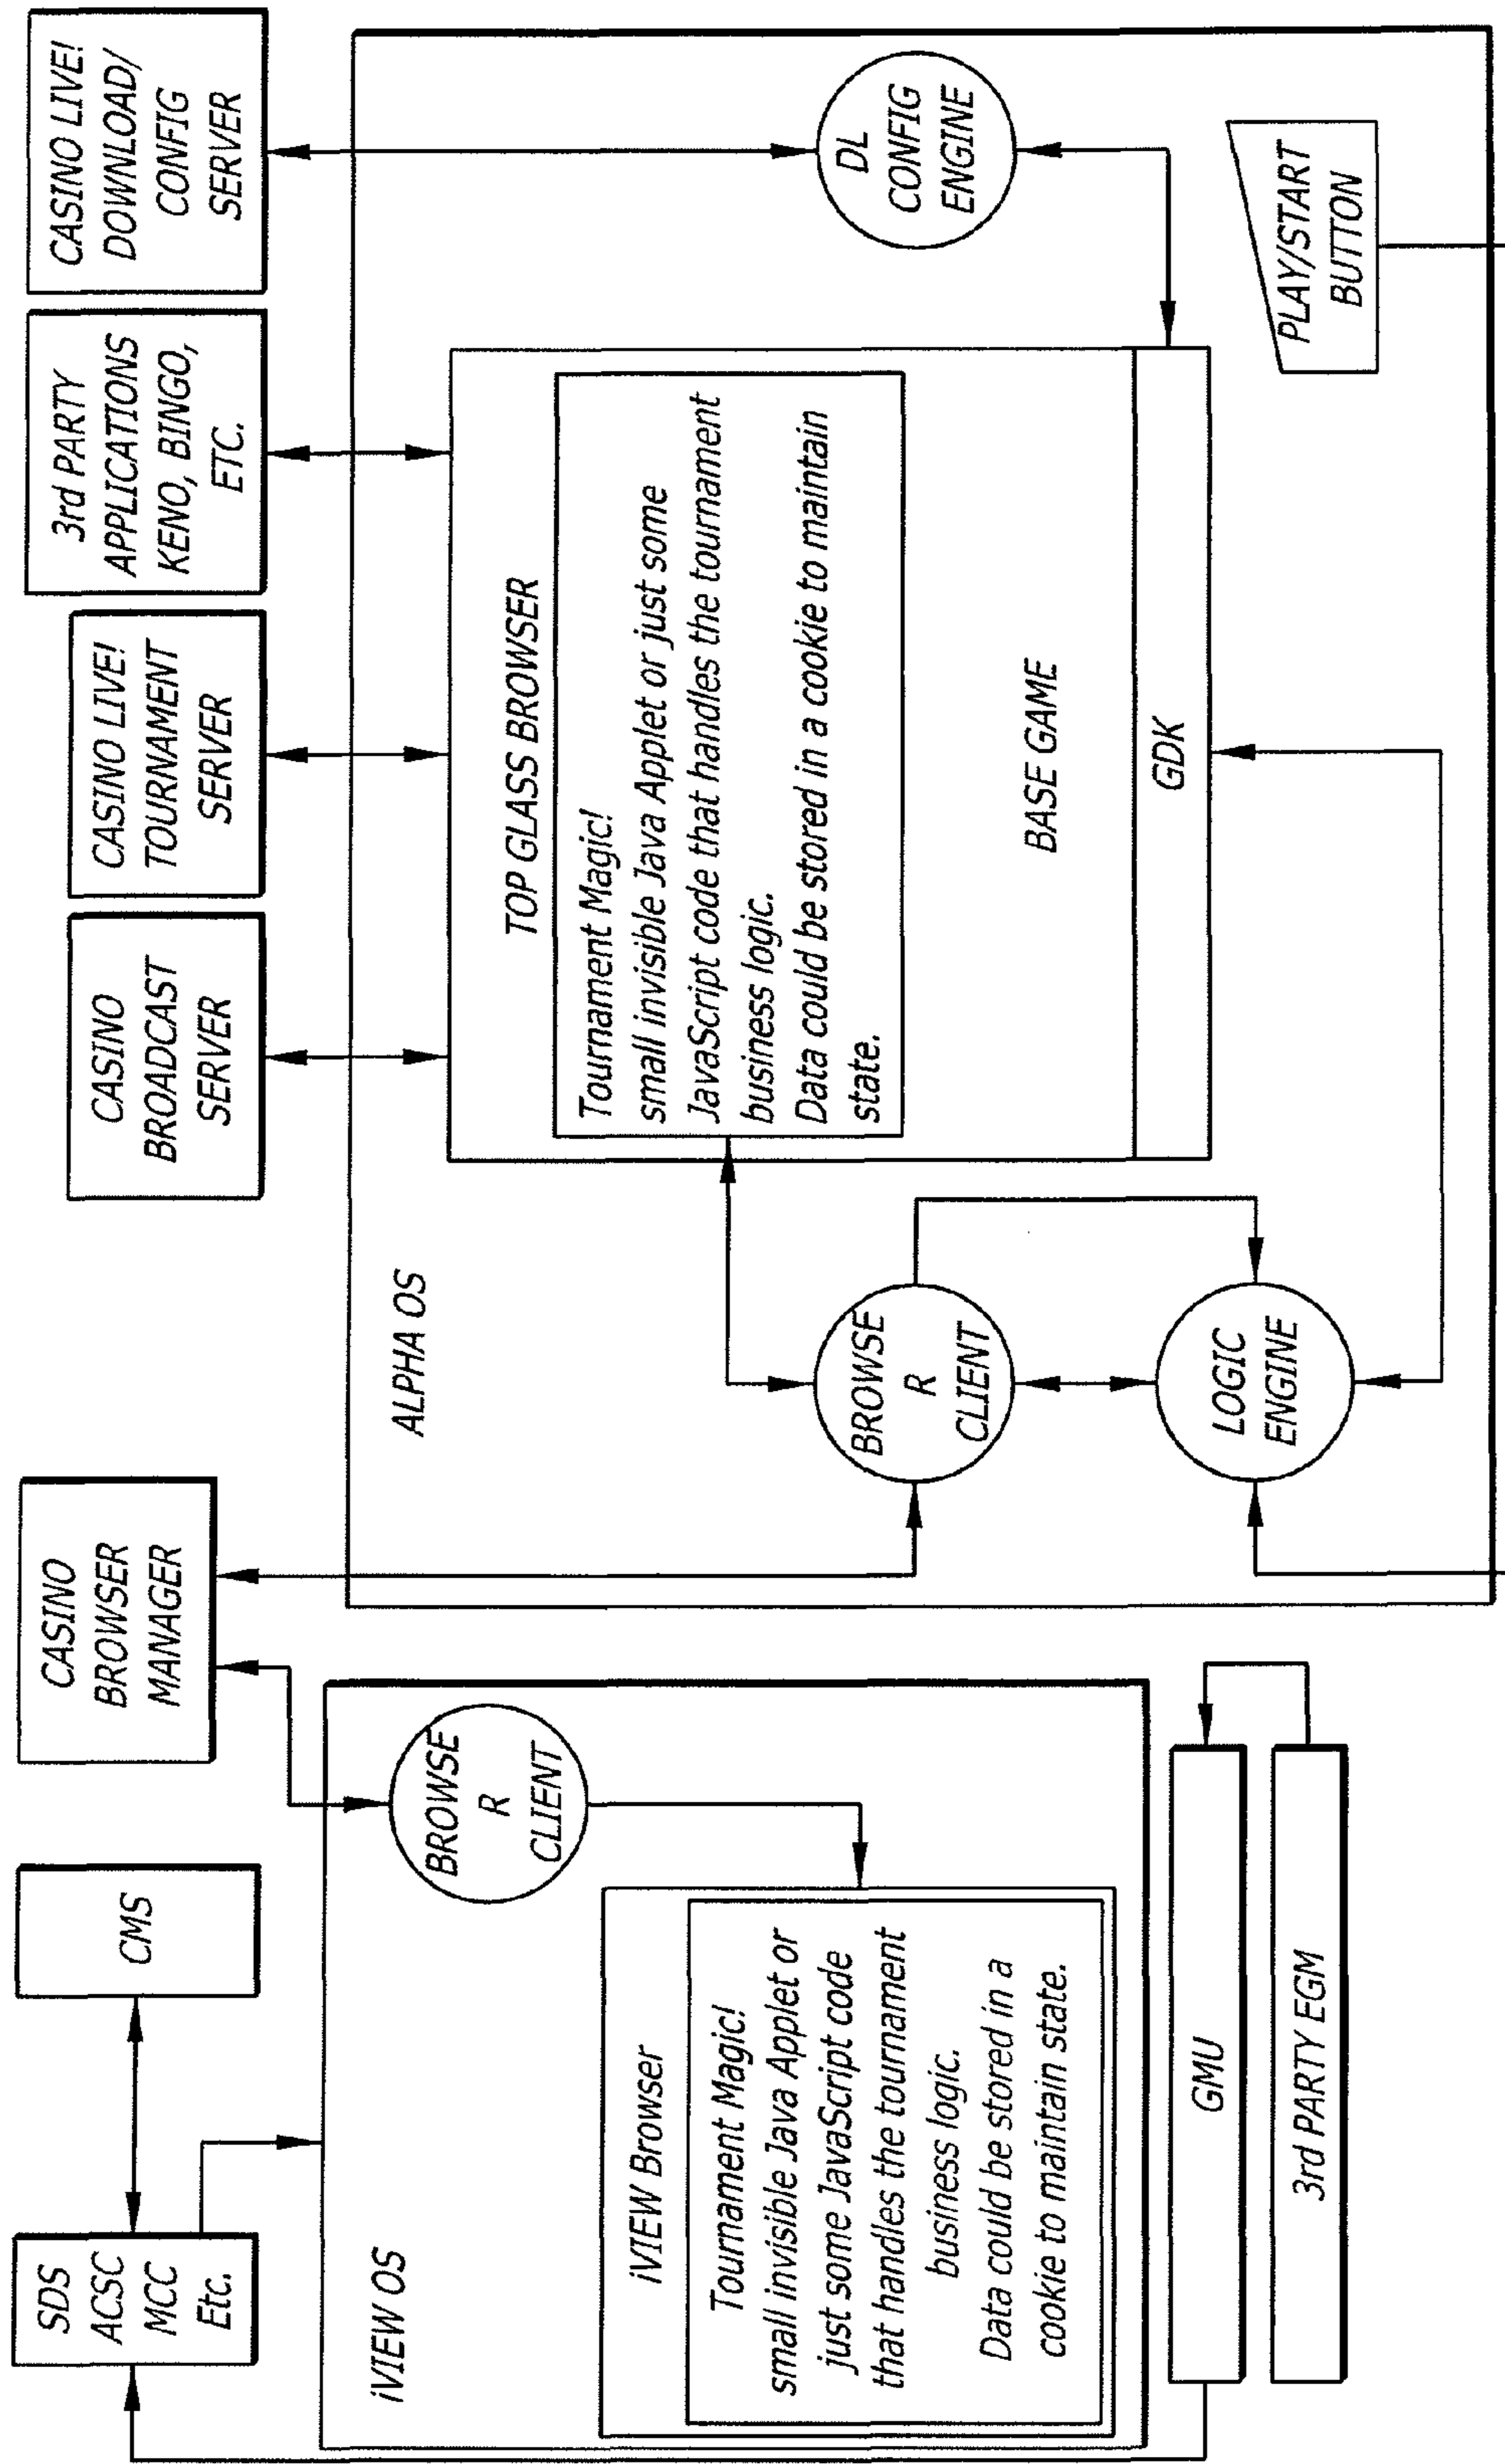 SDS
ACSC
MCC
Etc.
CMS
CASINO
BROWSER
MANAGER
CASINO
BROADCAST
SERVER
CASINO LIVE!
TOURNAMENT
SERVER
3rd PARTY
APPLICATIONS
KENO, BINGO,
ETC.
CASINO LIVE!
DOWNLOAD/
CONFIG
SERVER
iVIEW OS
BROWSE
R
CLIENT
iVIEW Browser
Tournament Magic!
small invisible Java Applet or
just some JavaScript code
that handles the tournament
business logic.
Data could be stored in a
cookie to maintain state.
GMU
3rd PARTY EGM
ALPHA OS
TOP GLASS BROWSER
Tournament Magic!
small invisible Java Applet or just some
JavaScript code that handles the tournament
business logic.
Data could be stored in a cookie to maintain
state.
BASE GAME
GDK
BROWSE
R
CLIENT
LOGIC
ENGINE
DL
CONFIG
ENGINE
PLAY/START
BUTTON